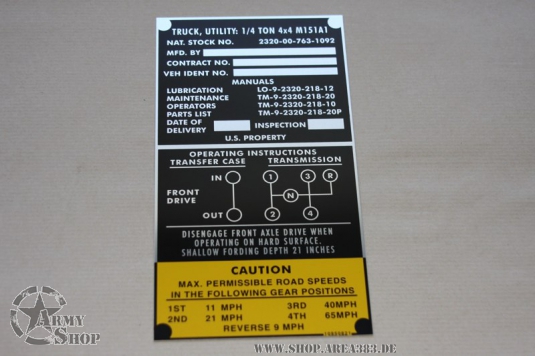 TRUCK, UTILITY: 1/4 TON 4x4 M151A1
NAT. STOCK NO. 2320-00-763-1092
MFD. BY
CONTRACT NO.
VEH IDENT NO.
MANUALS
LUBRICATION LO-9-2320-218-12
MAINTENANCE TM-9-2320-218-20
OPERATORS TM-9-2320-218-10
PARTS LIST TM-9-2320-218-20P
DATE OF DELIVERY INSPECTION
U.S. PROPERTY
OPERATING INSTRUCTIONS
TRANSFER CASE TRANSMISSION
IN 1 3 R
FRONT DRIVE N
OUT 2 4
DISENGAGE FRONT AXLE DRIVE WHEN
OPERATING ON HARD SURFACE.
SHALLOW FORDING DEPTH 21 INCHES
CAUTION
MAX. PERMISSIBLE ROAD SPEEDS
IN THE FOLLOWING GEAR POSITIONS
1ST 11 MPH 3RD 40MPH
2ND 21 MPH 4TH 65MPH
REVERSE 9 MPH
ARMY SHOP
WWW.SHOP.AREA383.DE